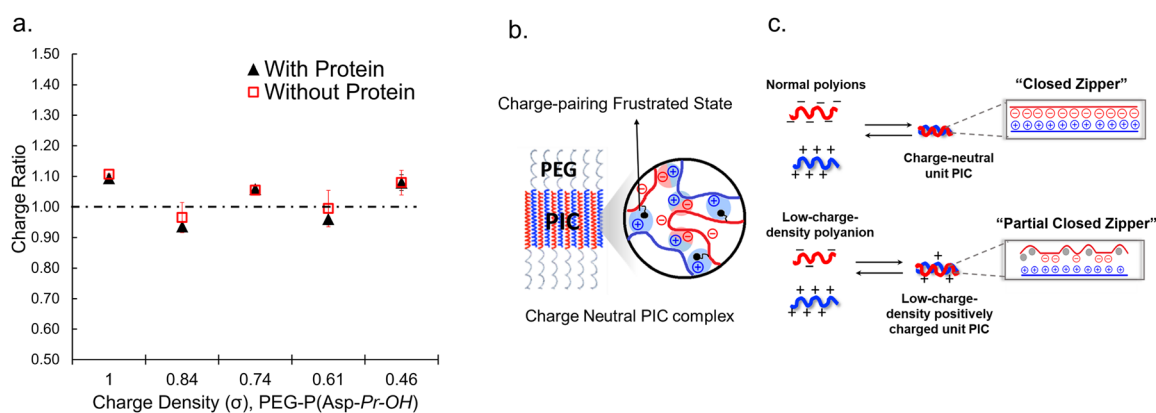 a.
1.50
1.40
1.30
1.20
1.10
1.00
0.90
0.80
0.70
0.60
0.50
Charge Ratio
With Protein
Without Protein
1 0.84 0.74 0.61 0.46
Charge Density (σ), PEG-P(Asp-Pr-OH)
b.
Charge-pairing Frustrated State
PEG
PIC
Charge Neutral PIC complex
c.
Normal polyions
− − −
− − −
+ + +
+ + +
Charge-neutral
unit PIC
“Closed Zipper”
Low-charge-
density polyanion
− −
−
+ + +
+ + +
+
+ +
Low-charge-
density positively
charged unit PIC
“Partial Closed Zipper”